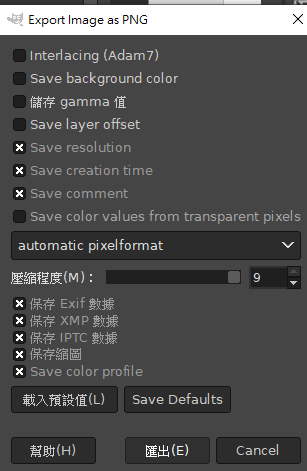 Export Image as PNG
Interlacing (Adam7)
Save background color
儲存 gamma 值
Save layer offset
Save resolution
Save creation time
Save comment
Save color values from transparent pixels
automatic pixelformat
壓縮程度(M)： 9
保存 Exif 數據
保存 XMP 數據
保存 IPTC 數據
保存縮圖
Save color profile
載入預設值(L) Save Defaults
幫助(H) 匯出(E) Cancel